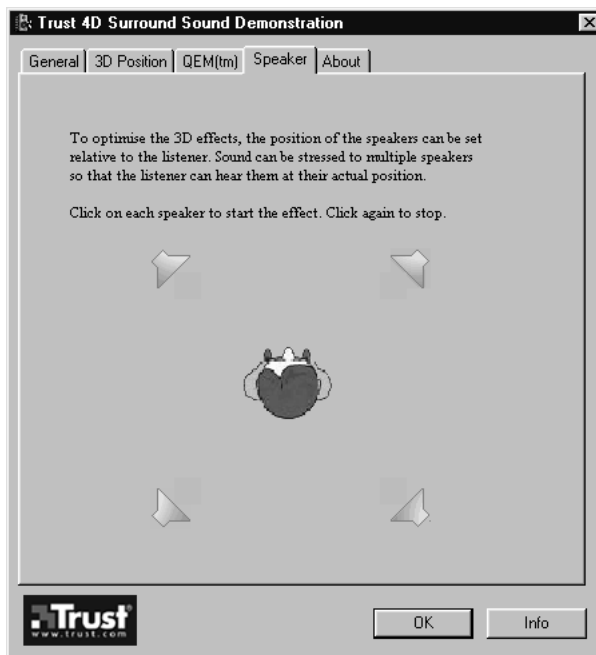 Trust 4D Surround Sound Demonstration
General 3D Position QEM(tm) Speaker About
To optimise the 3D effects, the position of the speakers can be set
relative to the listener. Sound can be stressed to multiple speakers
so that the listener can hear them at their actual position.
Click on each speaker to start the effect. Click again to stop.
Trust
www.trust.com
OK Info